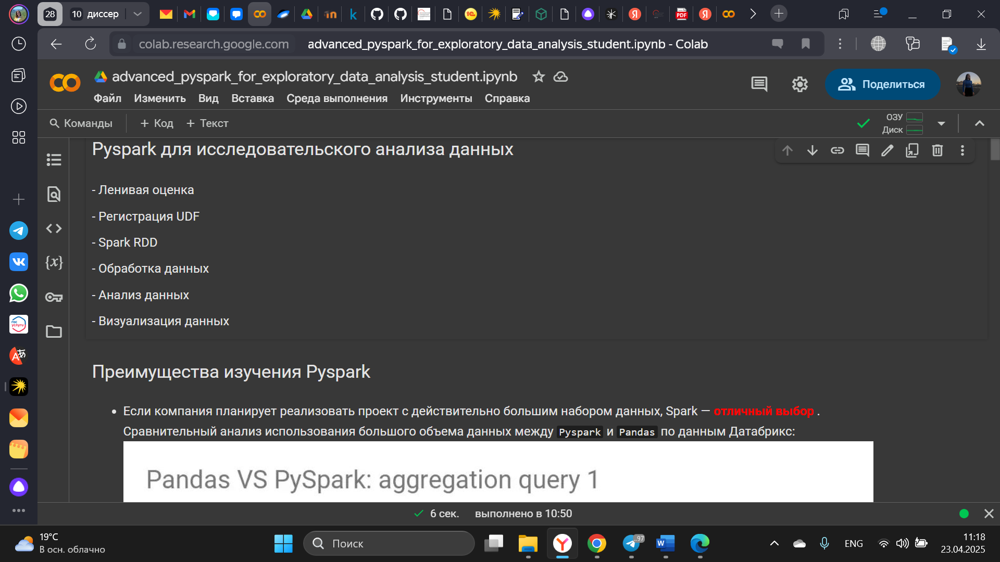 28
10 диссер
colab.research.google.com
advanced_pyspark_for_exploratory_data_analysis_student.ipynb - Colab
advanced_pyspark_for_exploratory_data_analysis_student.ipynb
Файл Изменить Вид Вставка Среда выполнения Инструменты Справка
Поделиться
Команды + Код + Текст
ОЗУ
Диск
Pyspark для исследовательского анализа данных
- Ленивая оценка
- Регистрация UDF
- Spark RDD
- Обработка данных
- Анализ данных
- Визуализация данных
Преимущества изучения Pyspark
• Если компания планирует реализовать проект с действительно большим набором данных, Spark — отличный выбор .
Сравнительный анализ использования большого объема данных между Pyspark и Pandas по данным Датабрикс:
Pandas VS PySpark: aggregation query 1
6 сек. выполнено в 10:50
19°C
В осн. облачно
Поиск
..97
ENG
11:18
23.04.2025